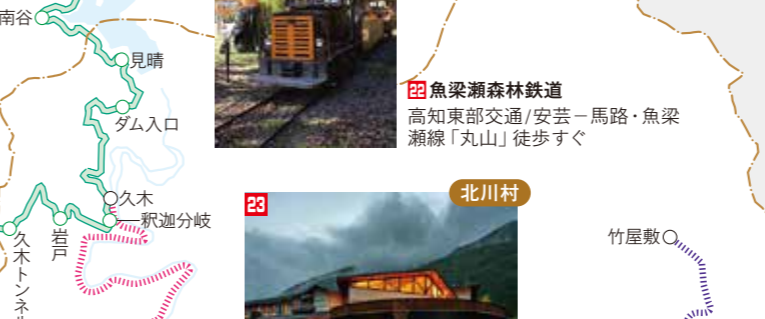 南谷
見晴
ダム入口
22 魚梁瀬森林鉄道
高知東部交通/安芸－馬路・魚梁
瀬線「丸山」徒歩すぐ
久木
釈迦分岐
岩戸
久木トンネル
23
北川村
竹屋敷